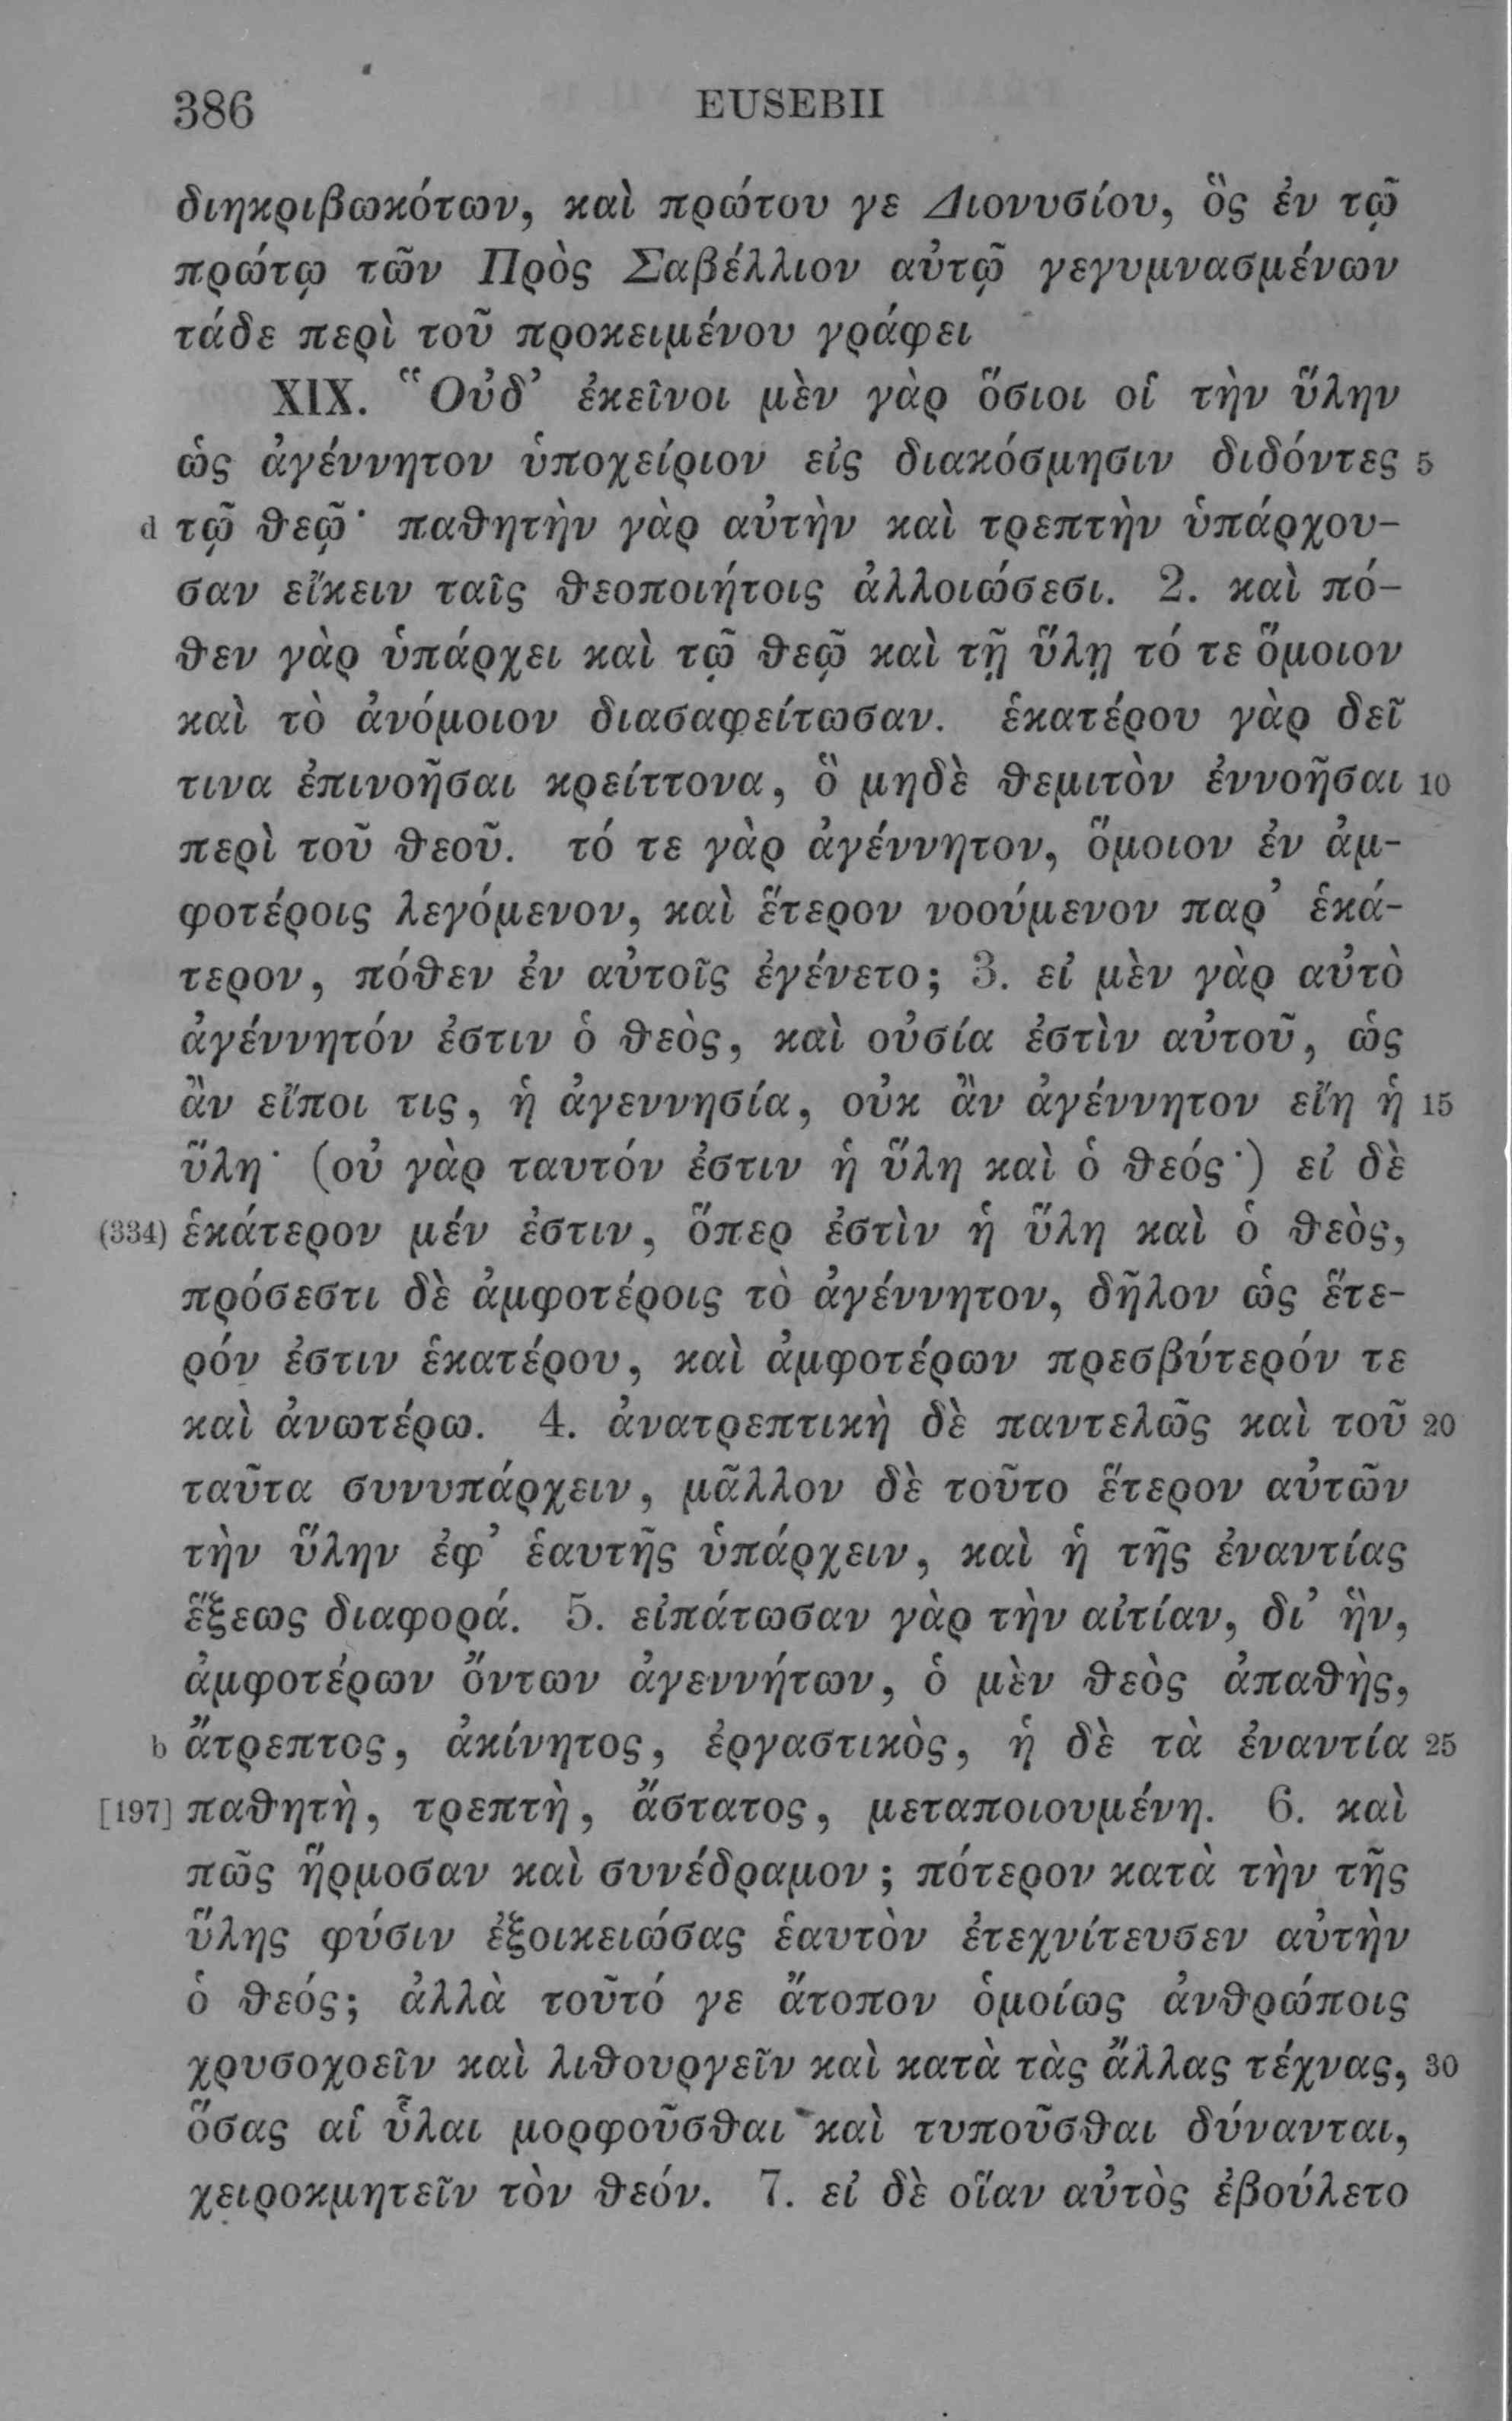 386 EUSEBII
διηκριβωκότων, καὶ πρώτου γε Διονυσίου, ὃς ἐν τῷ
πρώτῳ τῶν Πρὸς Σαβέλλιον αὐτῷ γεγυμνασμένων
τάδε περὶ τοῦ προκειμένου γράφει
XIX. “Οὐδ’ ἐκεῖνοι μὲν γὰρ ὅσιοι οἱ τὴν ὕλην
ὡς ἀγέννητον ὑποχείριον εἰς διακόσμησιν διδόντες 5
d τῷ θεῷ· παθητὴν γὰρ αὐτὴν καὶ τρεπτὴν ὑπάρχου-
σαν εἴκειν ταῖς θεοποιήτοις ἀλλοιώσεσι. 2. καὶ πό-
θεν γὰρ ὑπάρχει καὶ τῷ θεῷ καὶ τῇ ὕλῃ τό τε ὅμοιον
καὶ τὸ ἀνόμοιον διασαφείτωσαν. ἑκατέρου γὰρ δεῖ
τινα ἐπινοῆσαι κρείττονα, ὃ μηδὲ θεμιτὸν ἐννοῆσαι 10
περὶ τοῦ θεοῦ. τό τε γὰρ ἀγέννητον, ὅμοιον ἐν ἀμ-
φοτέροις λεγόμενον, καὶ ἕτερον νοούμενον παρ’ ἑκά-
τερον, πόθεν ἐν αὐτοῖς ἐγένετο; 3. εἰ μὲν γὰρ αὐτὸ
ἀγέννητόν ἐστιν ὁ θεὸς, καὶ οὐσία ἐστὶν αὐτοῦ, ὡς
ἂν εἴποι τις, ἡ ἀγεννησία, οὐκ ἂν ἀγέννητον εἴη ἡ 15
ὕλη· (οὐ γὰρ ταυτόν ἐστιν ἡ ὕλη καὶ ὁ θεός·) εἰ δὲ
(334) ἑκάτερον μέν ἐστιν, ὅπερ ἐστὶν ἡ ὕλη καὶ ὁ θεὸς,
πρόσεστι δὲ ἀμφοτέροις τὸ ἀγέννητον, δῆλον ὡς ἕτε-
ρόν ἐστιν ἑκατέρου, καὶ ἀμφοτέρων πρεσβύτερόν τε
καὶ ἀνωτέρω. 4. ἀνατρεπτικὴ δὲ παντελῶς καὶ τοῦ 20
ταῦτα συνυπάρχειν, μᾶλλον δὲ τοῦτο ἕτερον αὐτῶν
τὴν ὕλην ἐφ’ ἑαυτῆς ὑπάρχειν, καὶ ἡ τῆς ἐναντίας
ἕξεως διαφορά. 5. εἰπάτωσαν γὰρ τὴν αἰτίαν, δι’ ἣν,
ἀμφοτέρων ὄντων ἀγεννήτων, ὁ μὲν θεὸς ἀπαθὴς,
b ἄτρεπτος, ἀκίνητος, ἐργαστικὸς, ἡ δὲ τὰ ἐναντία 25
[197] παθητὴ, τρεπτὴ, ἄστατος, μεταποιουμένη. 6. καὶ
πῶς ἥρμοσαν καὶ συνέδραμον; πότερον κατὰ τὴν τῆς
ὕλης φύσιν ἐξοικειώσας ἑαυτὸν ἐτεχνίτευσεν αὐτὴν
ὁ θεός; ἀλλὰ τοῦτό γε ἄτοπον ὁμοίως ἀνθρώποις
χρυσοχοεῖν καὶ λιθουργεῖν καὶ κατὰ τὰς ἄλλας τέχνας, 30
ὅσας αἱ ὗλαι μορφοῦσθαι καὶ τυποῦσθαι δύνανται,
χειροκμητεῖν τὸν θεόν. 7. εἰ δὲ οἵαν αὐτὸς ἐβούλετο